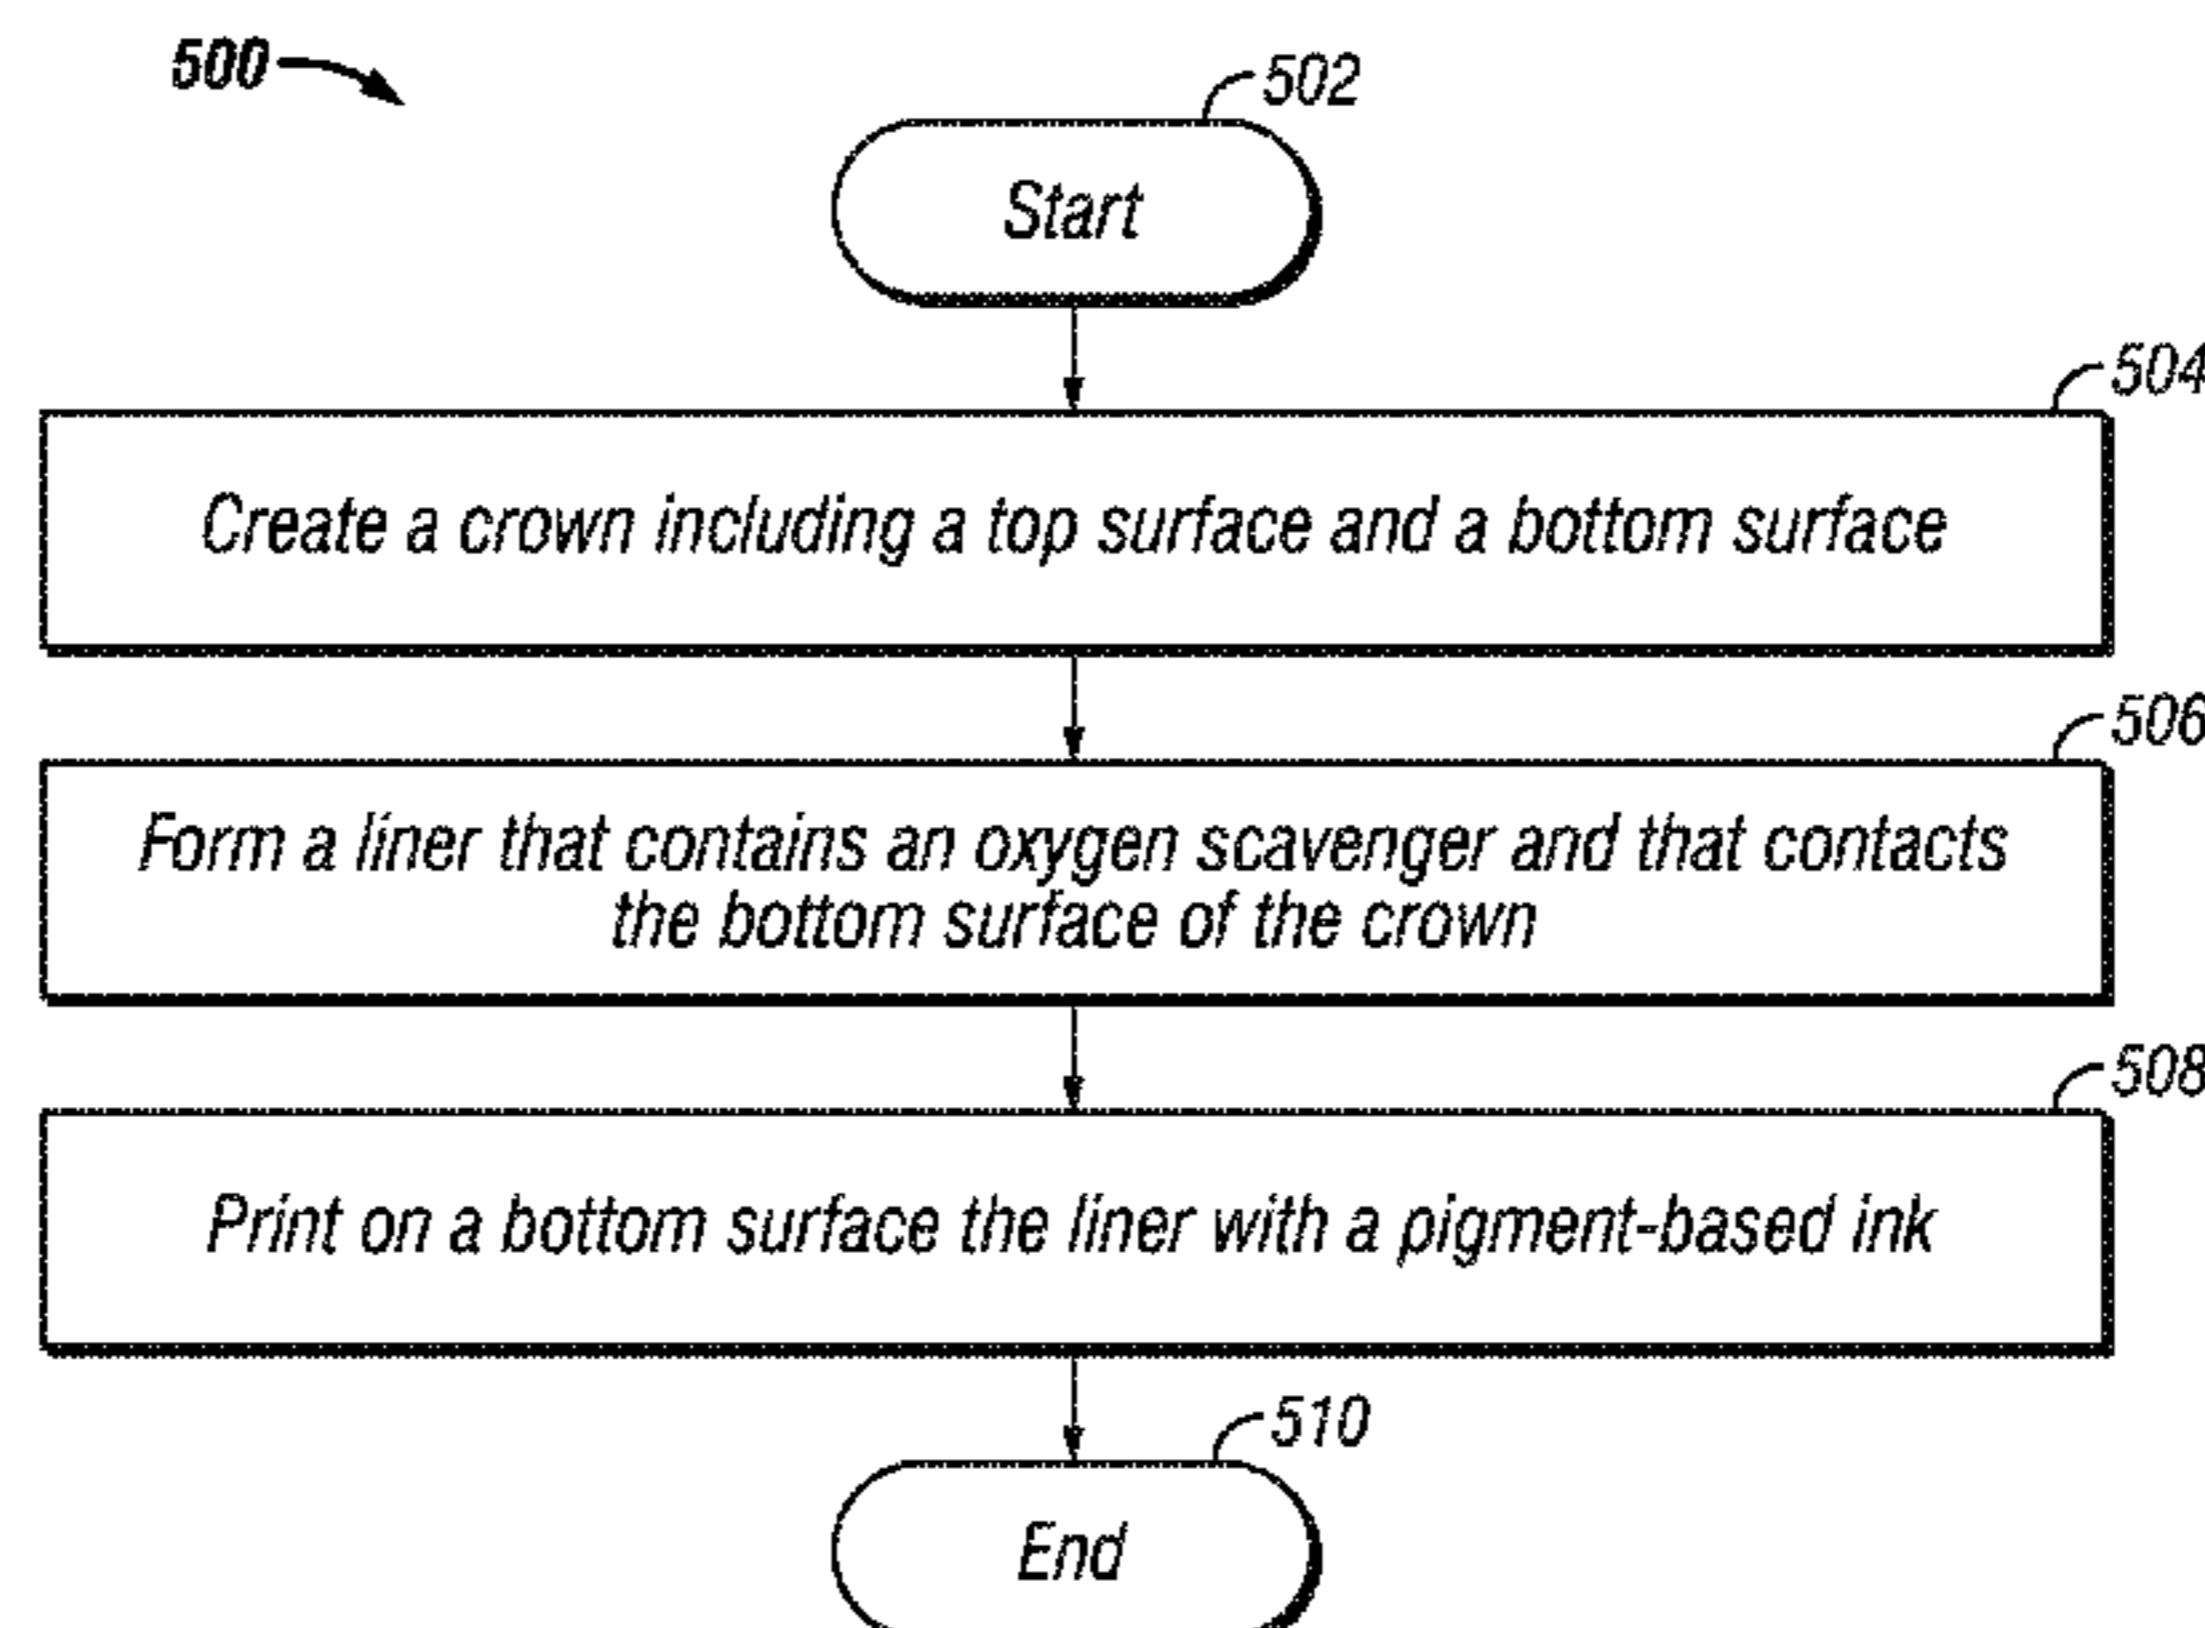 500
502
Start
504
Create a crown including a top surface and a bottom surface
506
Form a liner that contains an oxygen scavenger and that contacts
the bottom surface of the crown
508
Print on a bottom surface the liner with a pigment-based ink
510
End